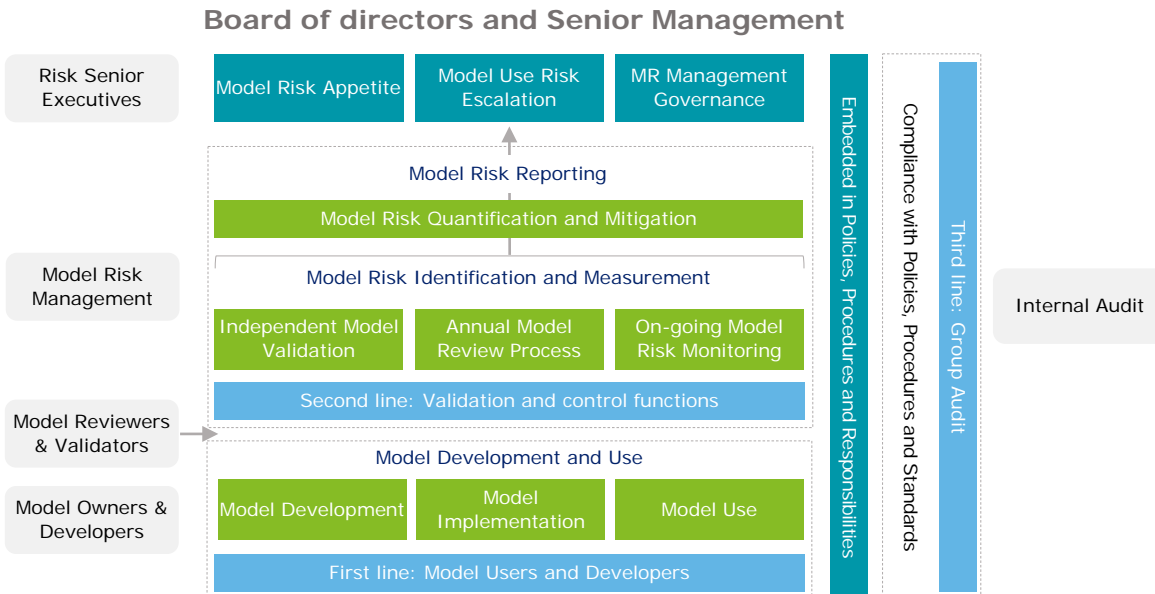 Board of directors and Senior Management
Risk Senior
Executives
Model Risk Appetite
Model Use Risk
Escalation
MR Management
Governance
Model Risk Reporting
Model Risk Quantification and Mitigation
Model Risk
Management
Model Risk Identification and Measurement
Independent Model
Validation
Annual Model
Review Process
On-going Model
Risk Monitoring
Second line: Validation and control functions
Model Reviewers
& Validators
Model Development and Use
Model Owners &
Developers
Model Development
Model
Implementation
Model Use
First line: Model Users and Developers
Embedded in Policies, Procedures and Responsibilities
Compliance with Policies, Procedures and Standards
Third line: Group Audit
Internal Audit